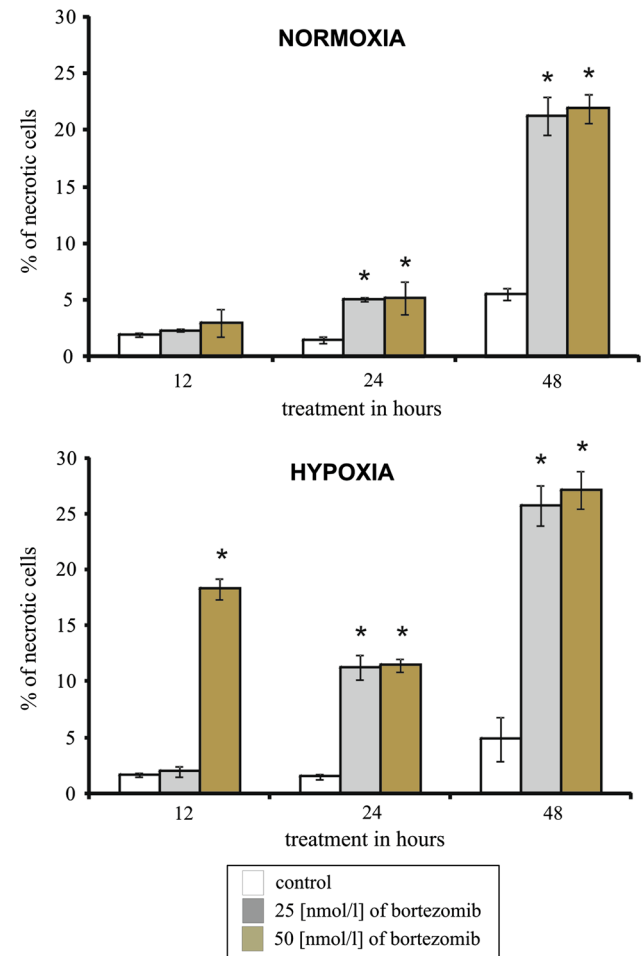 NORMOXIA
% of necrotic cells
30
25
20
15
10
5
0
* * * *
12 24 48
treatment in hours
HYPOXIA
% of necrotic cells
30
25
20
15
10
5
0
* * * * *
12 24 48
treatment in hours
control
25 [nmol/l] of bortezomib
50 [nmol/l] of bortezomib